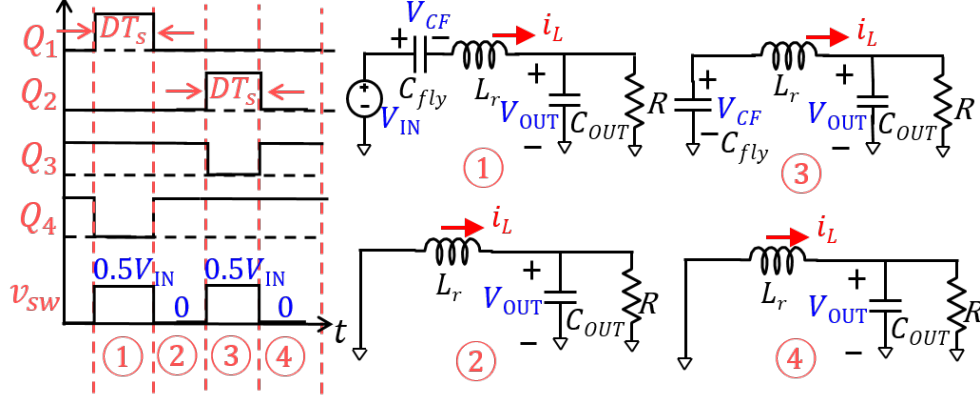 Q1 DTs
Q2 DTs
Q3
Q4
0.5VIN 0.5VIN
vSW 0 0 t
① ② ③ ④
VCF iL
+ −
Cfly Lr
+ − VIN
+ VOUT − COUT R
①
iL
Lr
+ VCF − Cfly
+ VOUT − COUT R
③
iL
Lr
+ VOUT − COUT R
②
iL
Lr
+ VOUT − COUT R
④